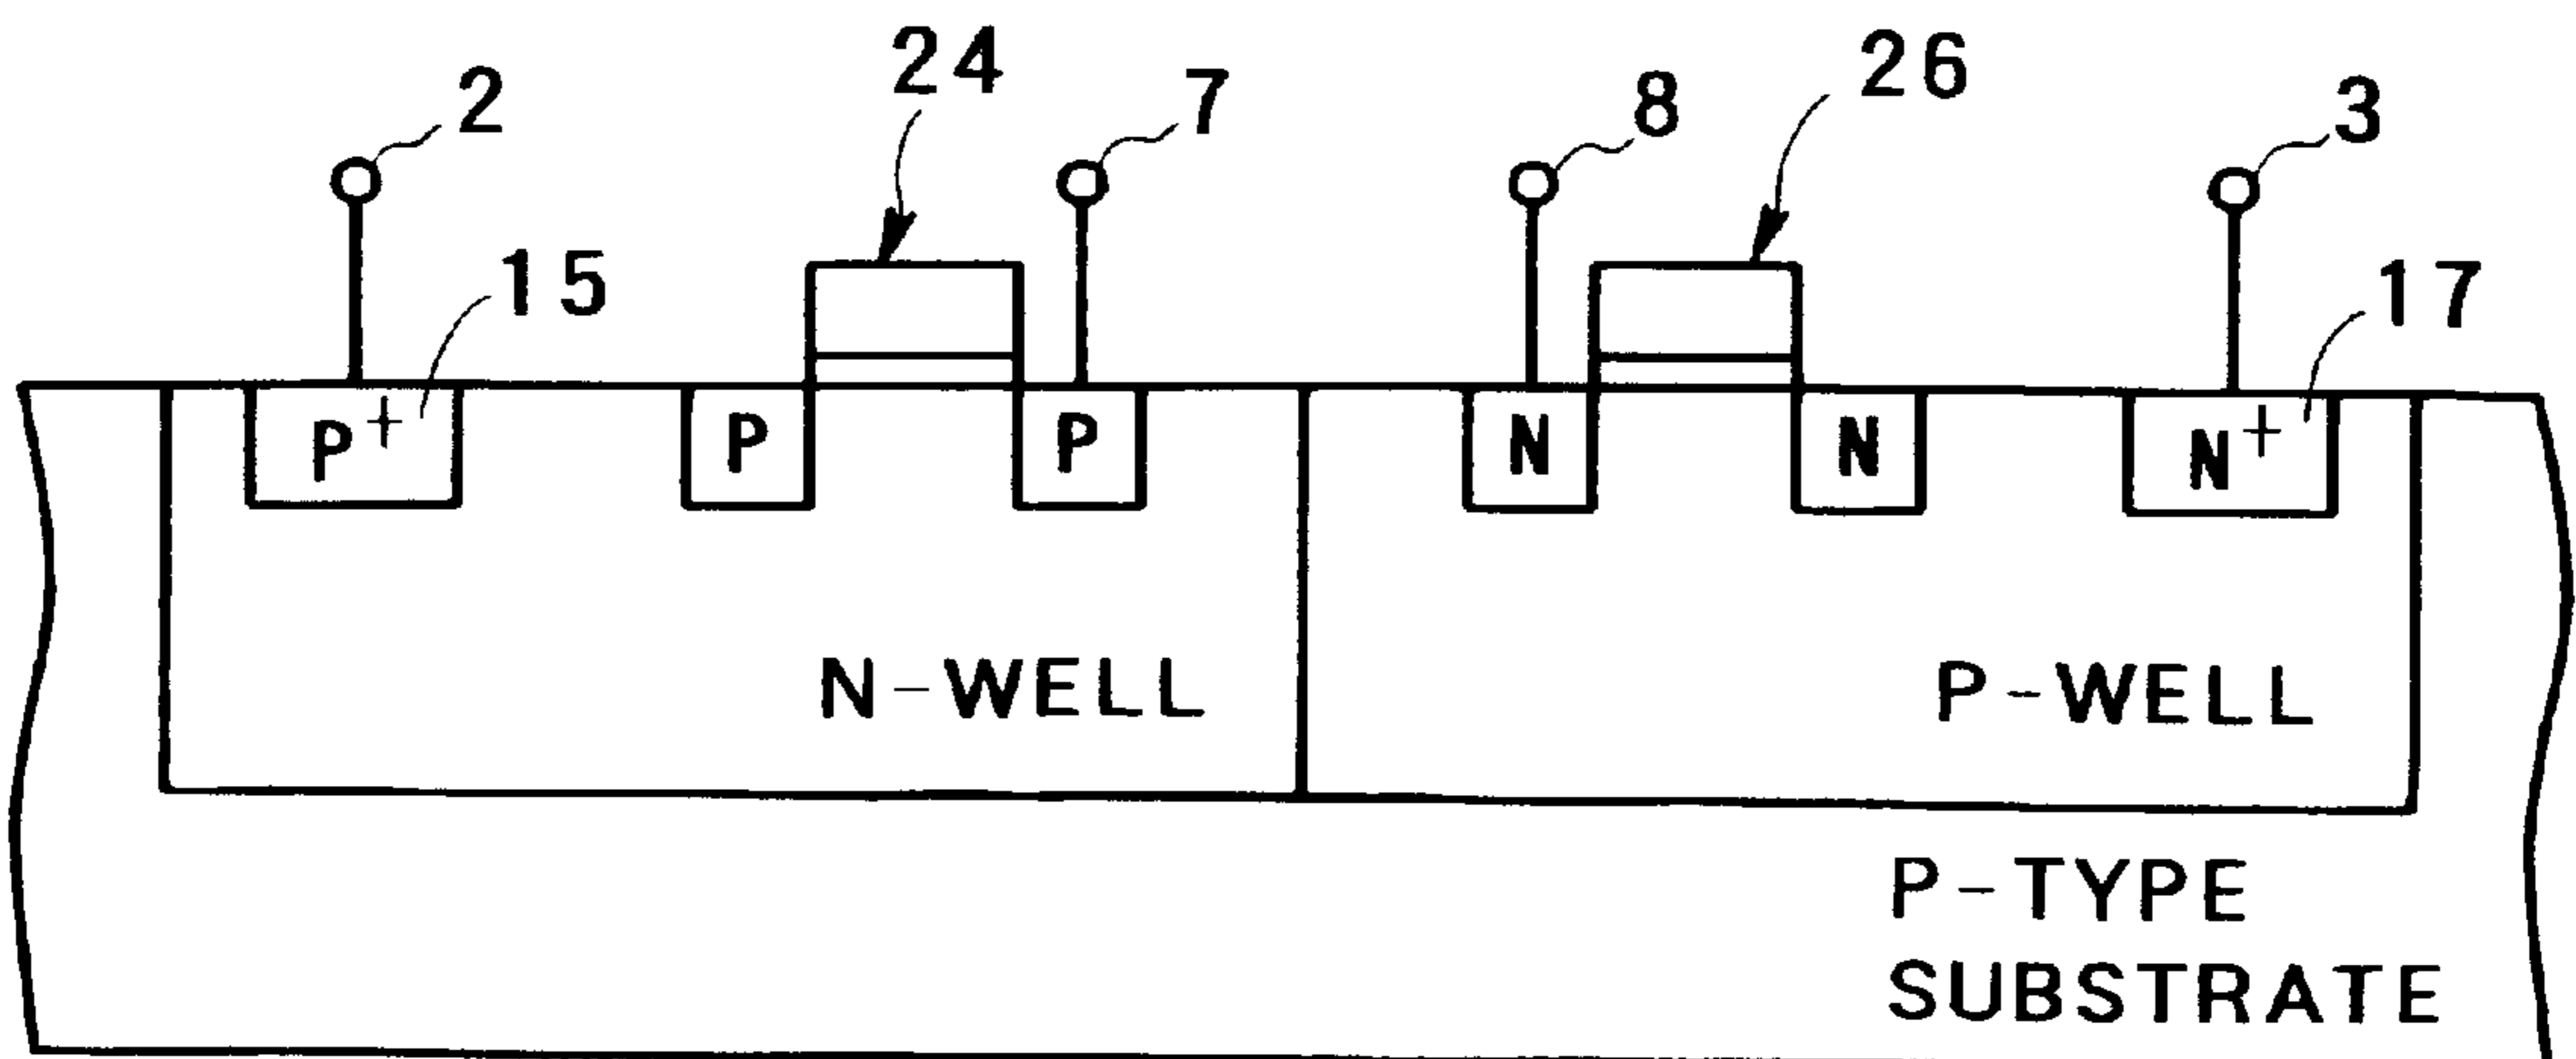 2 24 7 8 26 3
15 17
P+ P P N N N+
N-WELL P-WELL
P-TYPE
SUBSTRATE